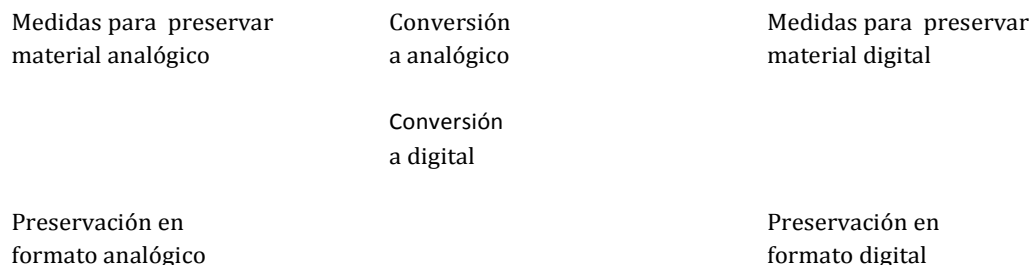 Medidas para  preservar
material analógico
Conversión
a analógico
Medidas para  preservar
material digital
Conversión
a digital
Preservación en
formato analógico
Preservación en
formato digital